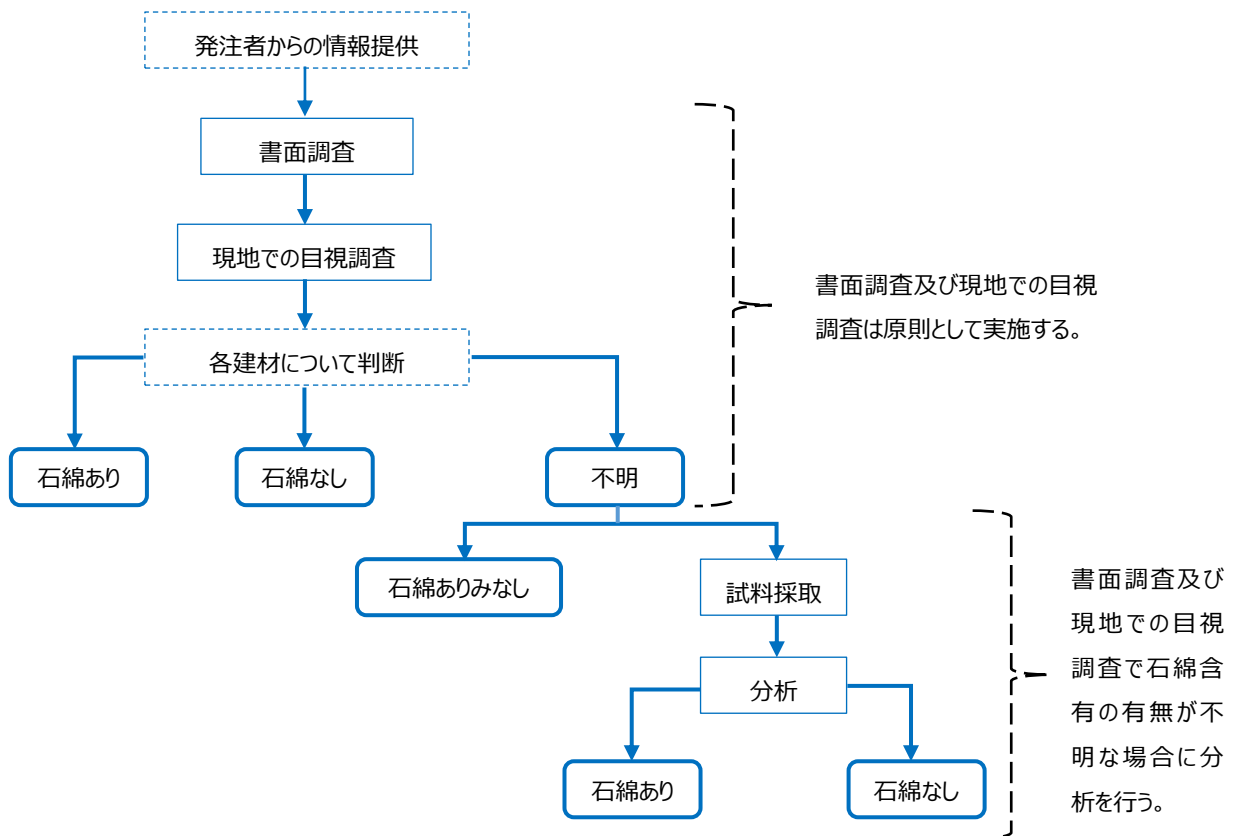 発注者からの情報提供
書面調査
現地での目視調査
書面調査及び現地での目視
調査は原則として実施する。
各建材について判断
石綿あり
石綿なし
不明
石綿ありみなし
試料採取
分析
石綿あり
石綿なし
書面調査及び
現地での目視
調査で石綿含
有の有無が不
明な場合に分
析を行う。